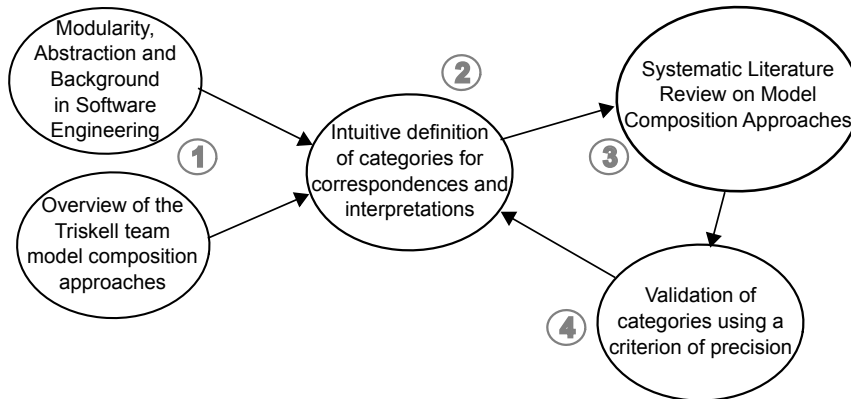 Modularity,
Abstraction and
Background
in Software
Engineering
1
Overview of the
Triskell team
model composition
approaches
2
Intuitive definition
of categories for
correspondences and
interpretations
Systematic Literature
Review on Model
Composition Approaches
3
4
Validation of
categories using a
criterion of precision